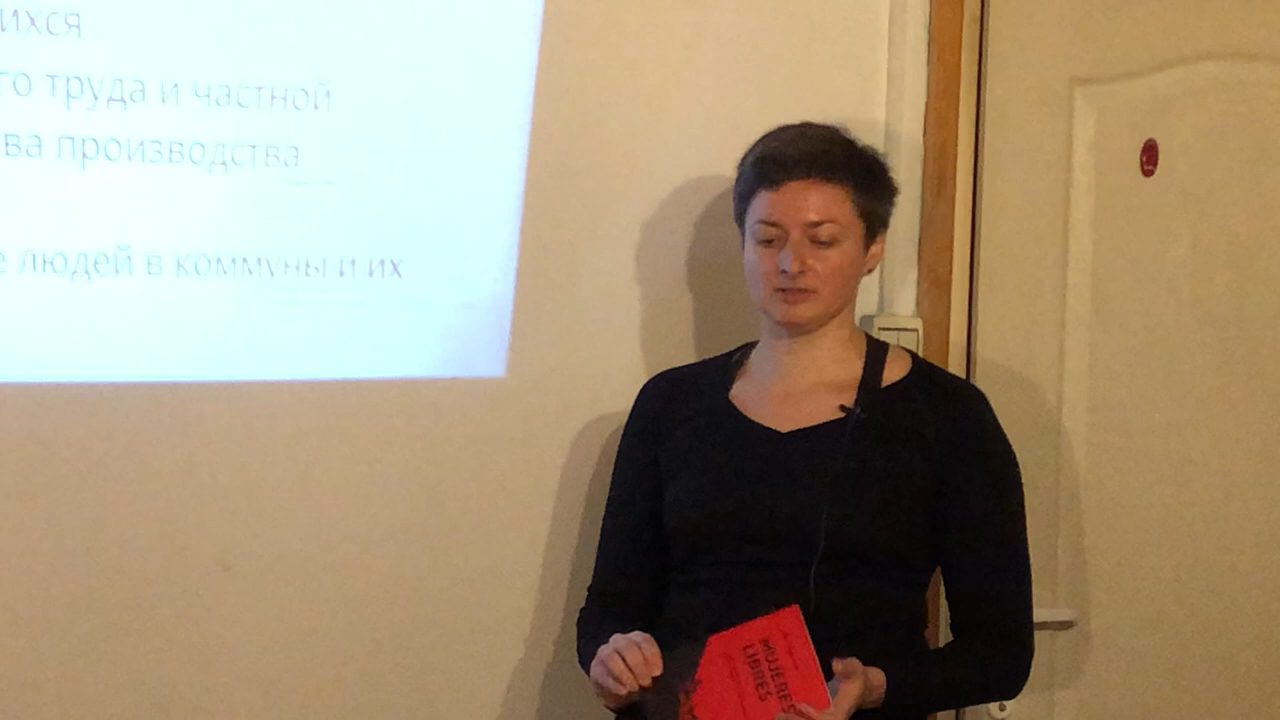 ихся
го труда и частной
ва производства
е людей в коммуны и их
MUJERES
LIBRES